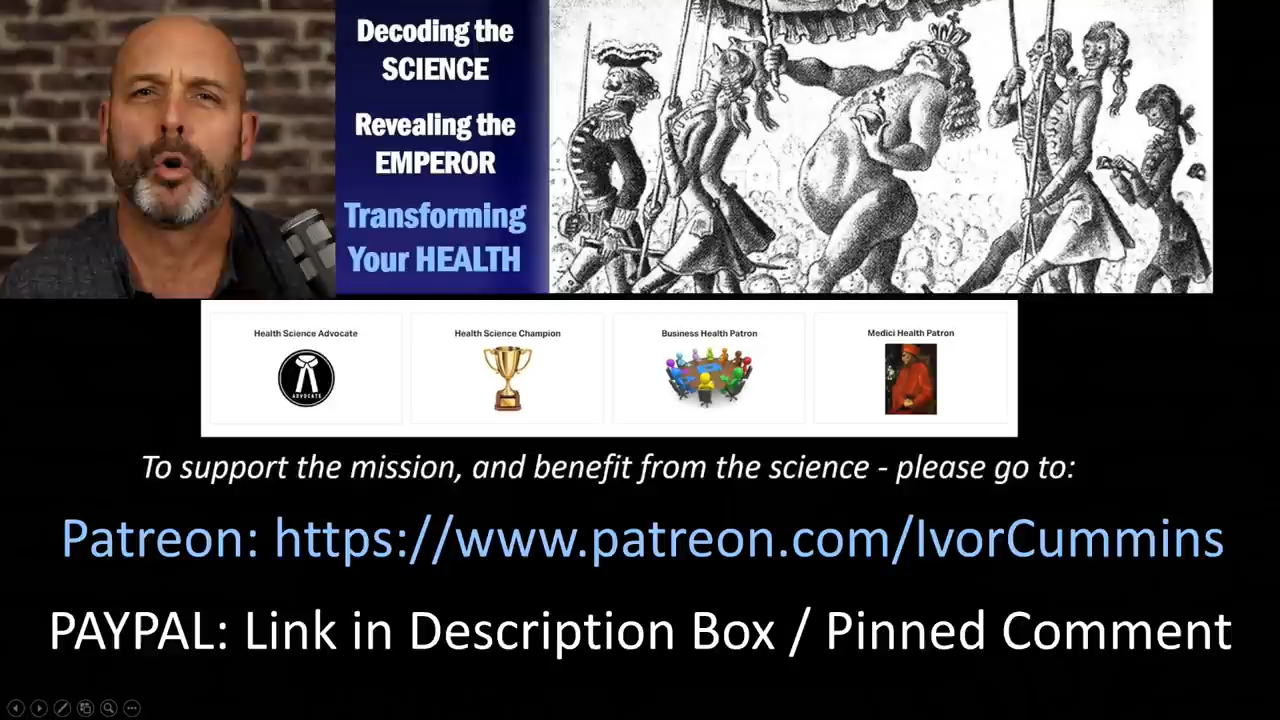 Decoding the
SCIENCE
Revealing the
EMPEROR
Transforming
Your HEALTH
Health Science Advocate
ADVOCATE
Health Science Champion
Business Health Patron
Medici Health Patron
To support the mission, and benefit from the science - please go to:
Patreon: https://www.patreon.com/IvorCummins
PAYPAL: Link in Description Box / Pinned Comment